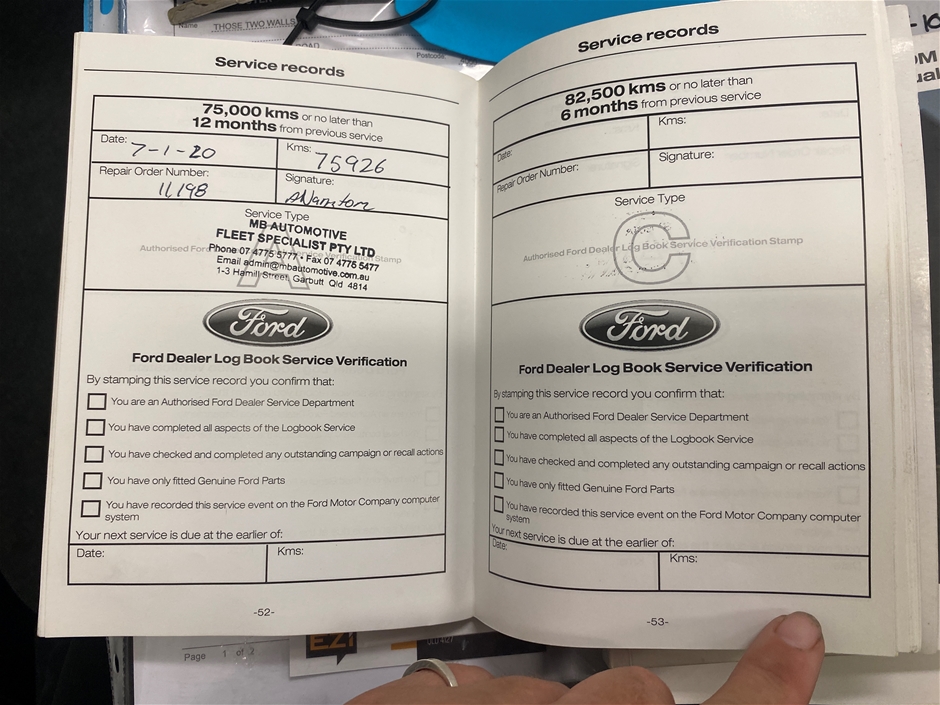 Name THOSE TWO WALLS
ROAD
Postcode
Service records
75,000 kms or no later than
12 months from previous service
Date: 7-1-20
Kms: 75926
Repair Order Number: 11,198
Signature:
Service Type
A
Authorised Ford Service Verification Stamp
MB AUTOMOTIVE
FLEET SPECIALIST PTY LTD
Phone 07 4775 5777 · Fax 07 4775 5477
Email admin@mbautomotive.com.au
1-3 Hamill Street, Garbutt Qld 4814
Ford
Ford Dealer Log Book Service Verification
By stamping this service record you confirm that:
You are an Authorised Ford Dealer Service Department
You have completed all aspects of the Logbook Service
You have checked and completed any outstanding campaign or recall actions
You have only fitted Genuine Ford Parts
You have recorded this service event on the Ford Motor Company computer
system
Your next service is due at the earlier of:
Date:
Kms:
-52-
Service records
82,500 kms or no later than
6 months from previous service
Date:
Kms:
Repair Order Number:
Signature:
Service Type
C
Authorised Ford Dealer Log Book Service Verification Stamp
Ford
Ford Dealer Log Book Service Verification
By stamping this service record you confirm that:
You are an Authorised Ford Dealer Service Department
You have completed all aspects of the Logbook Service
You have checked and completed any outstanding campaign or recall actions
You have only fitted Genuine Ford Parts
You have recorded this service event on the Ford Motor Company computer
system
Your next service is due at the earlier of:
Date:
Kms:
-53-
Page 1 of 2
EZI